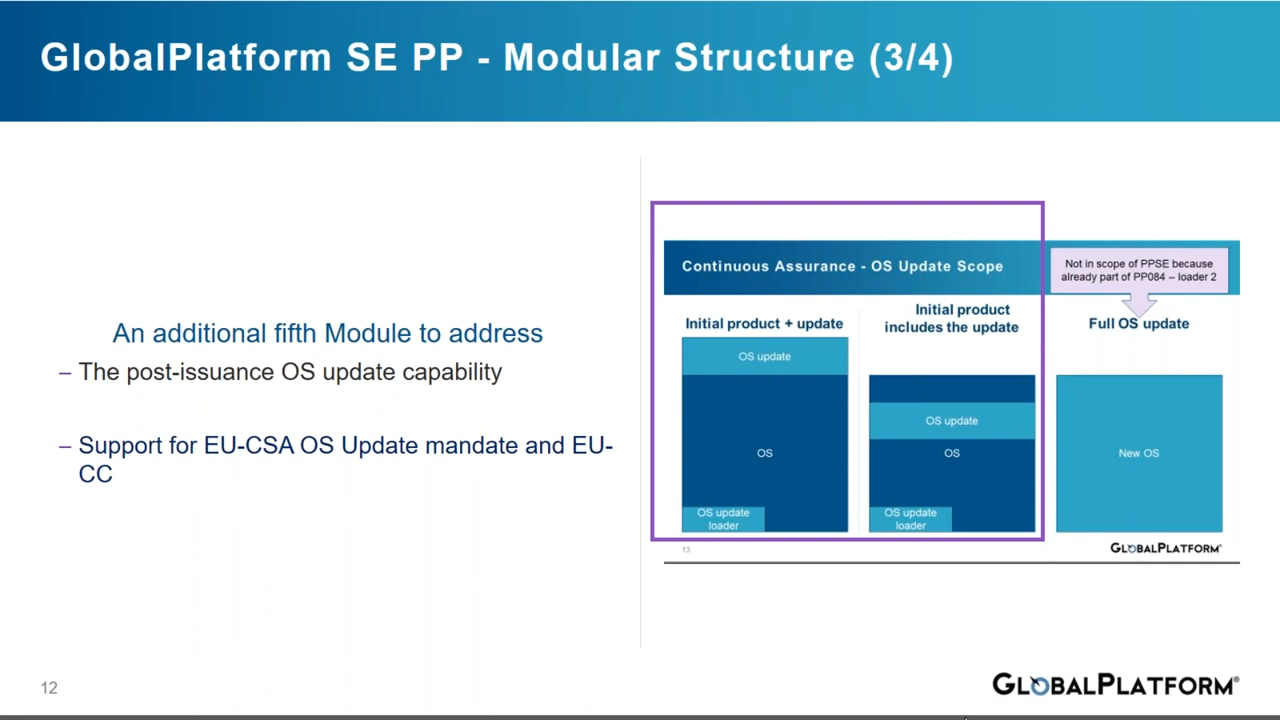 GlobalPlatform SE PP - Modular Structure (3/4)
An additional fifth Module to address
– The post-issuance OS update capability
– Support for EU-CSA OS Update mandate and EU-
CC
Continuous Assurance - OS Update Scope
Not in scope of PPSE because
already part of PP084 – loader 2
Initial product + update
OS update
OS
OS update
loader
Initial product
includes the update
OS update
OS
OS update
loader
Full OS update
New OS
13
GLOBALPLATFORM®
12
GLOBALPLATFORM®